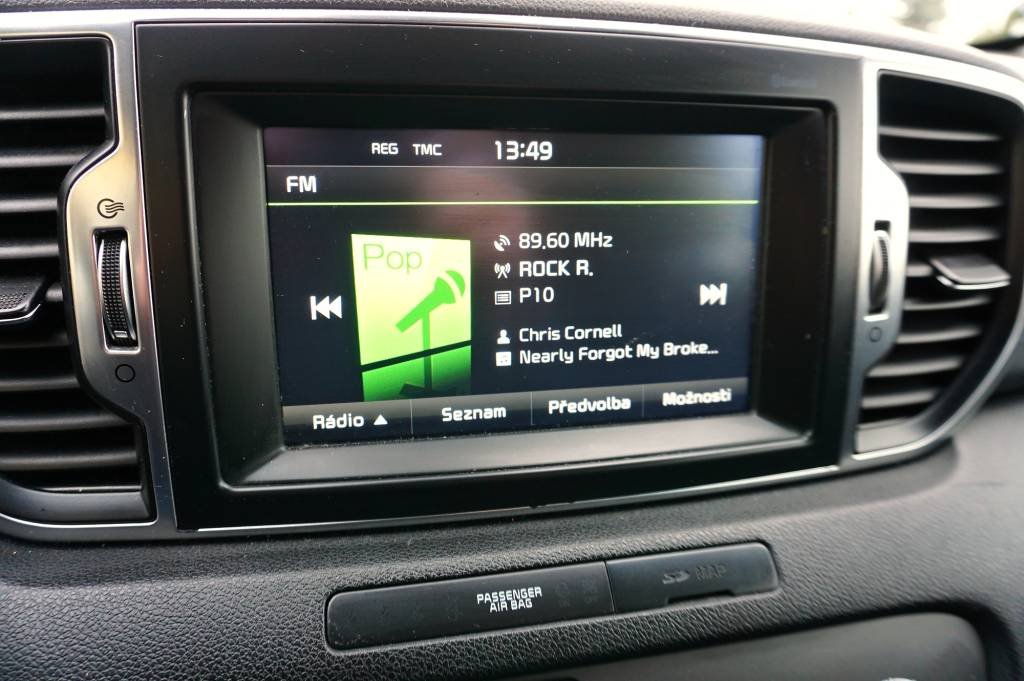 REG TMC 13:49
FM
Pop
89.60 MHz
ROCK R.
P10
Chris Cornell
Nearly Forgot My Broke...
Rádio ▲ Seznam Předvolba Možnosti
PASSENGER
AIR BAG
SD MAP